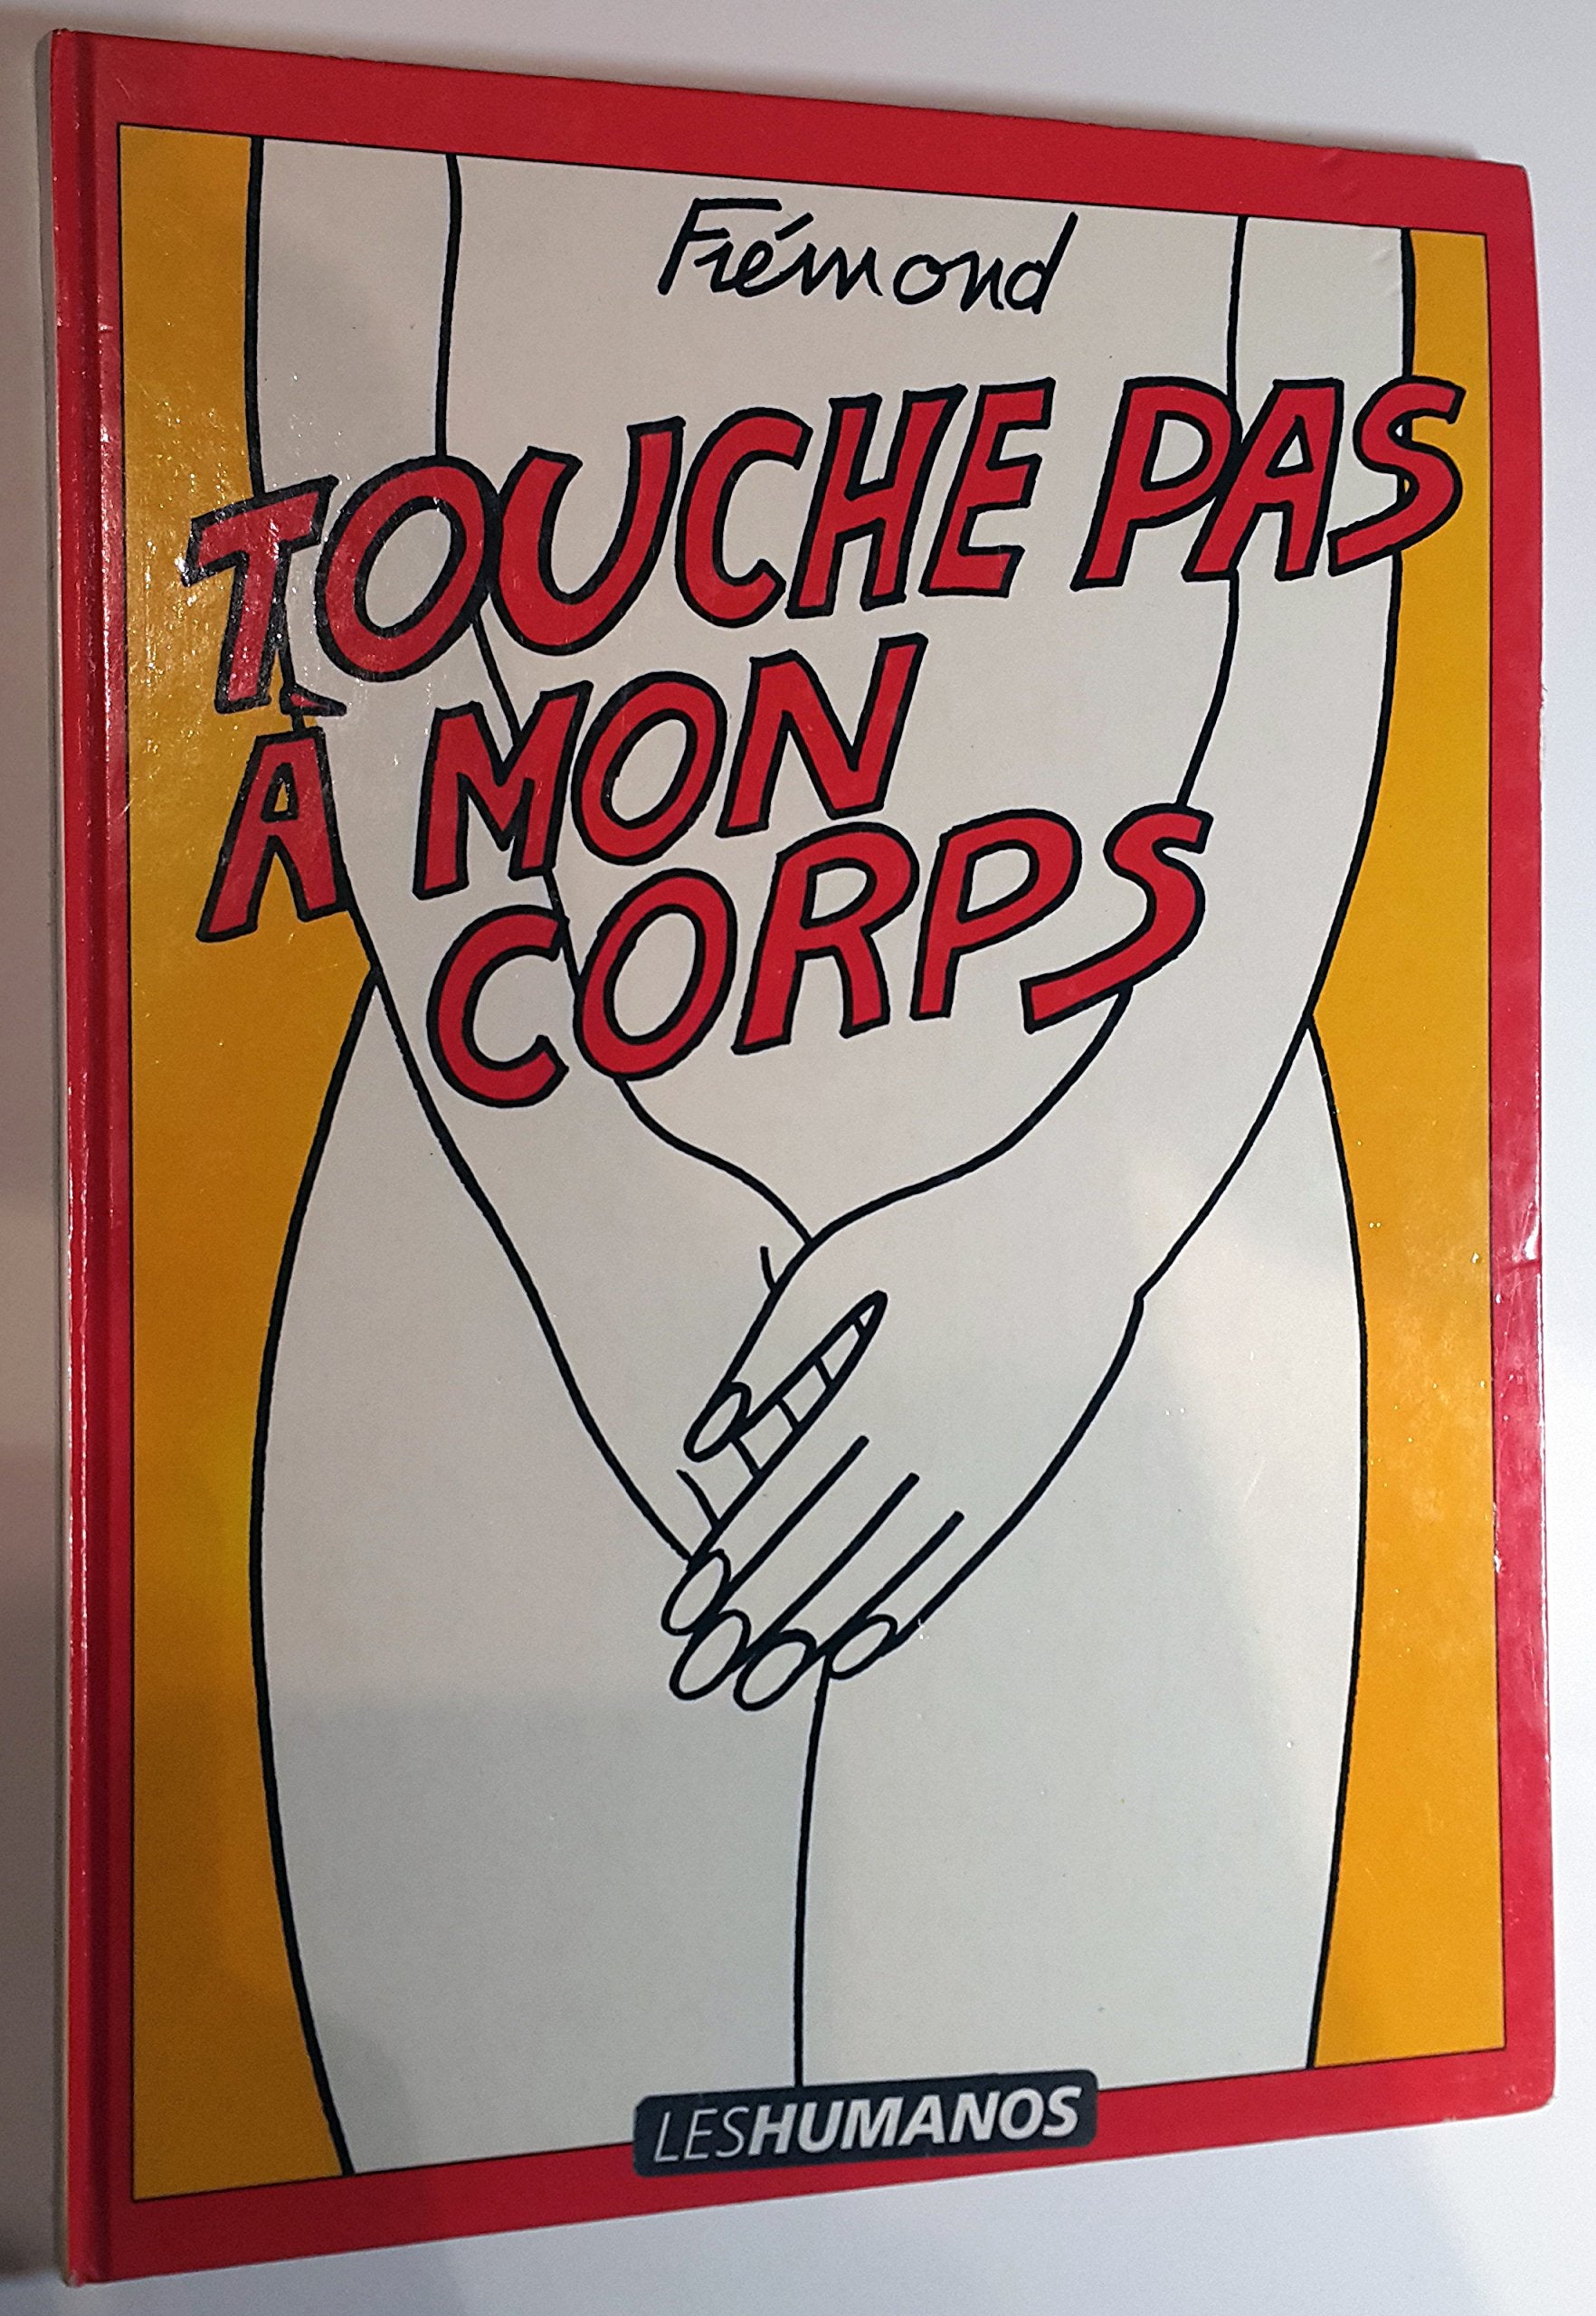 Frémond
TOUCHE PAS
À MON
CORPS
LESHUMANOS